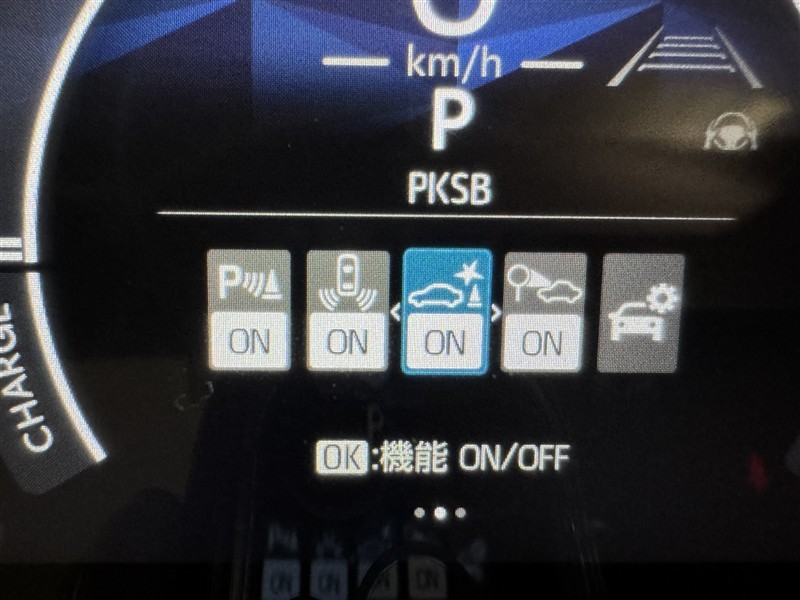 km/h
P
PKSB
P
ON ON ON ON
CHARGE
OK:機能 ON/OFF